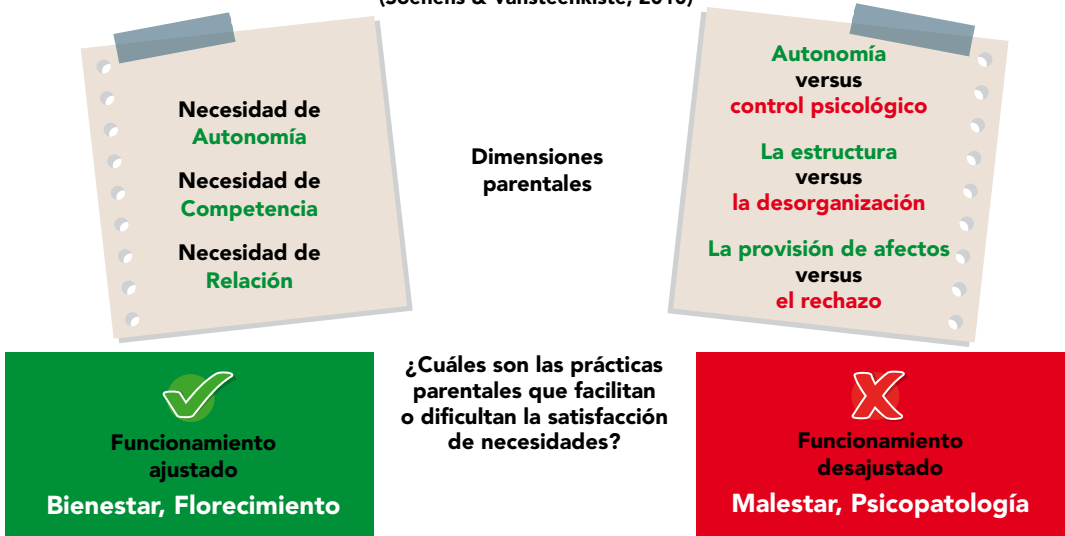 Necesidad de
Autonomía
Necesidad de
Competencia
Necesidad de
Relación
Dimensiones
parentales
Autonomía
versus
control psicológico
La estructura
versus
la desorganización
La provisión de afectos
versus
el rechazo
Funcionamiento
ajustado
Bienestar, Florecimiento
¿Cuáles son las prácticas
parentales que facilitan
o dificultan la satisfacción
de necesidades?
Funcionamiento
desajustado
Malestar, Psicopatología